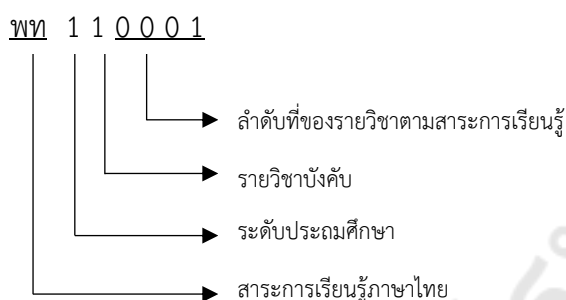 พท 1 1 0 0 0 1
ลำดับที่ของรายวิชาตามสาระการเรียนรู้
รายวิชาบังคับ
ระดับประถมศึกษา
สาระการเรียนรู้ภาษาไทย